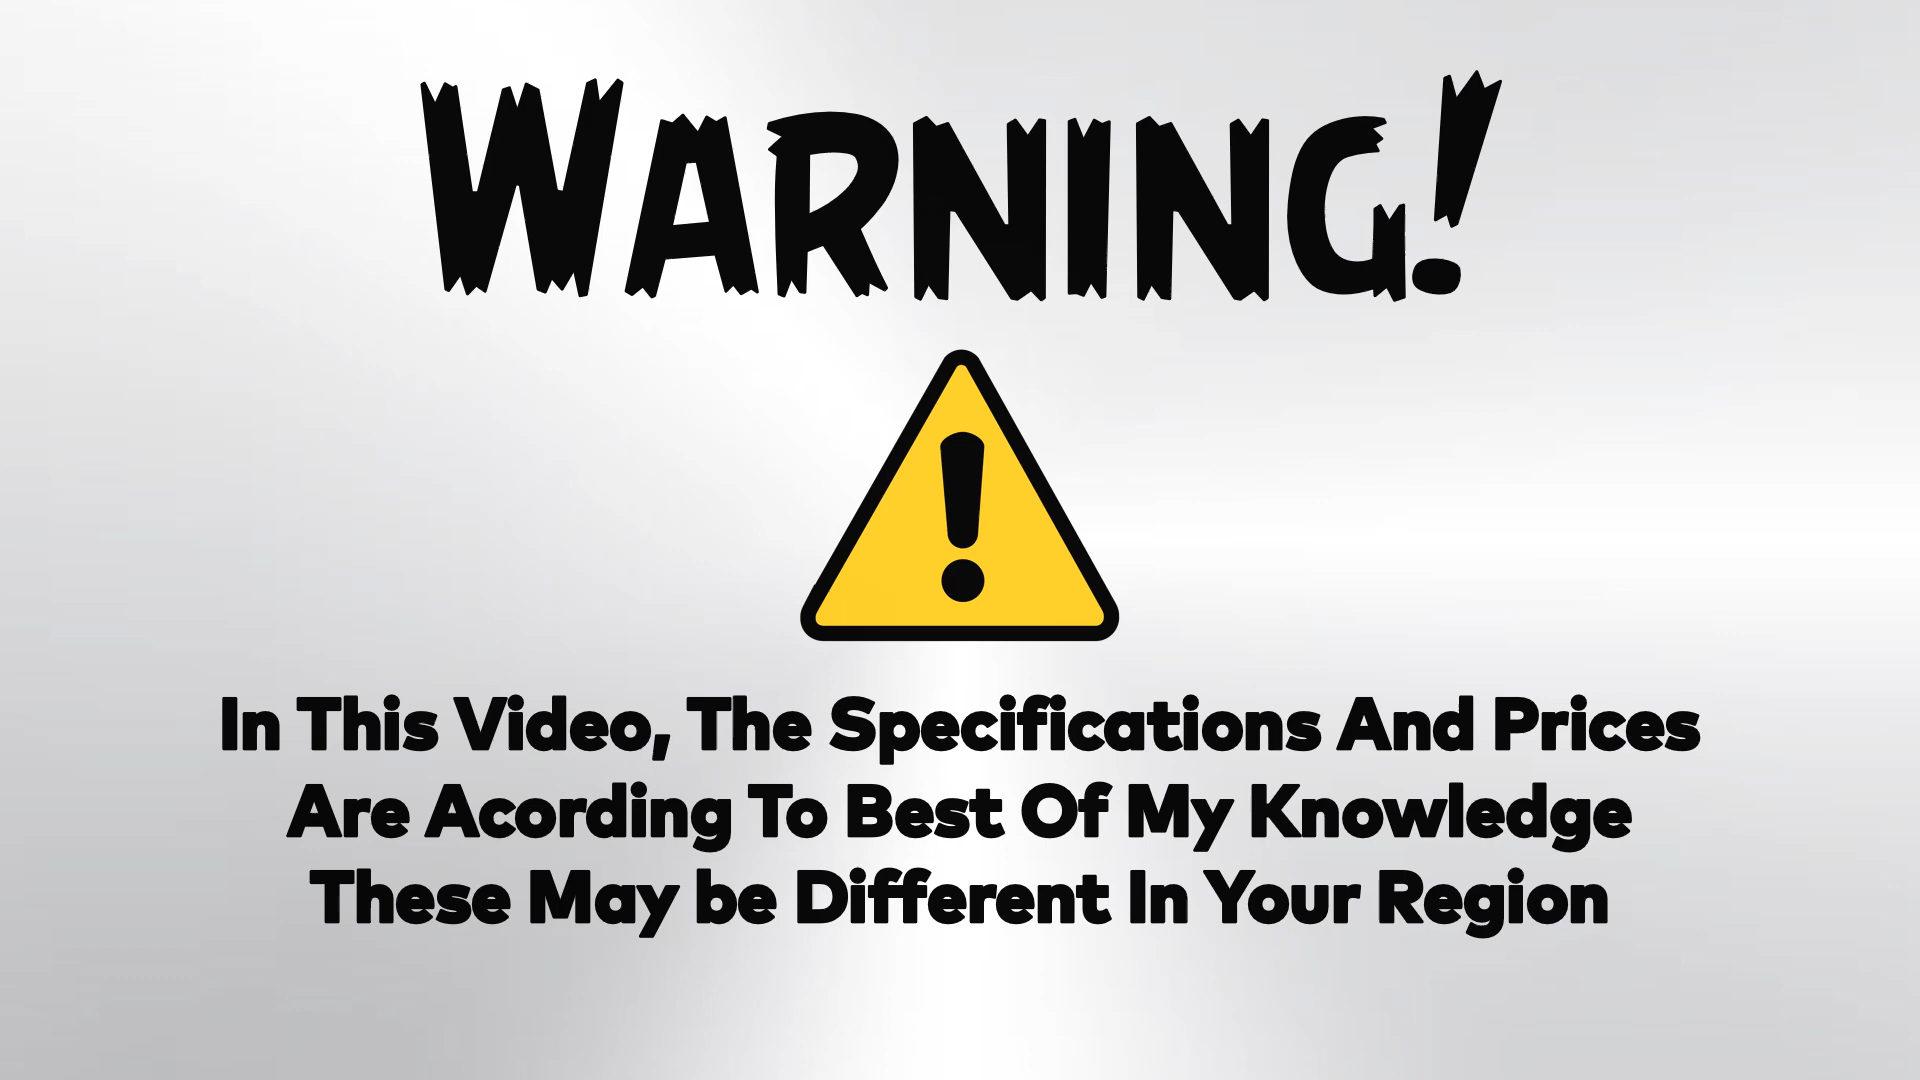 WARNING!
In This Video, The Specifications And Prices
Are Acording To Best Of My Knowledge
These May be Different In Your Region